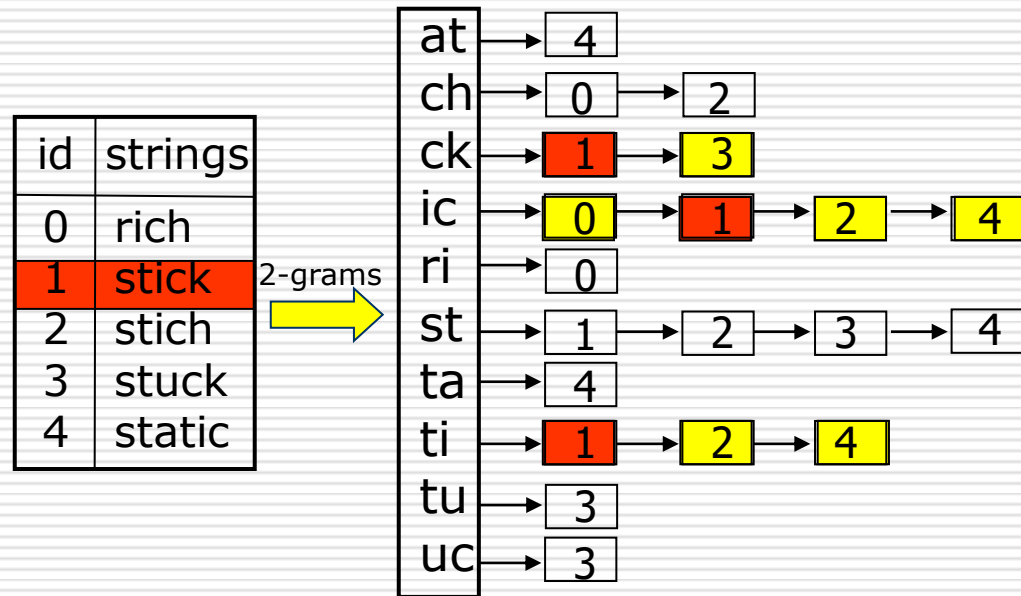 id strings
0 rich
1 stick
2 stich
3 stuck
4 static
2-grams
at 4
ch 0 2
ck 1 3
ic 0 1 2 4
ri 0
st 1 2 3 4
ta 4
ti 1 2 4
tu 3
uc 3